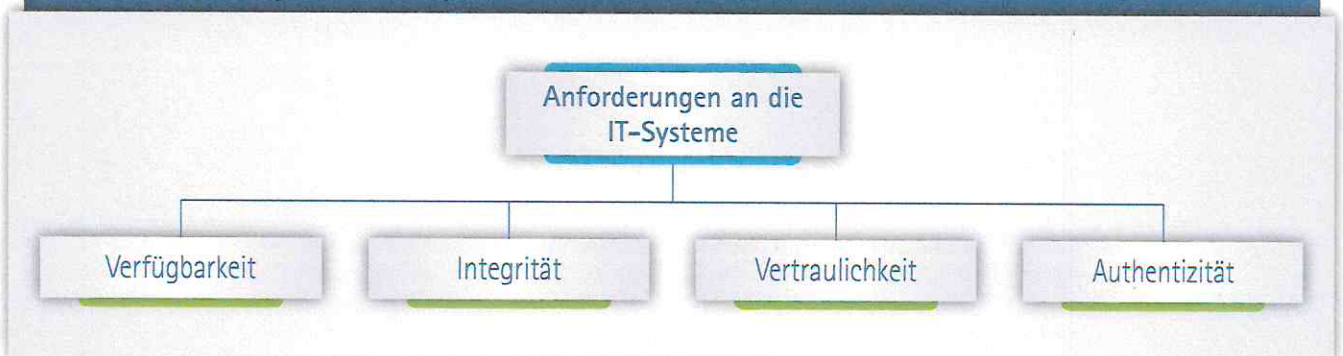 Anforderungen an die
IT-Systeme
Verfügbarkeit
Integrität
Vertraulichkeit
Authentizität